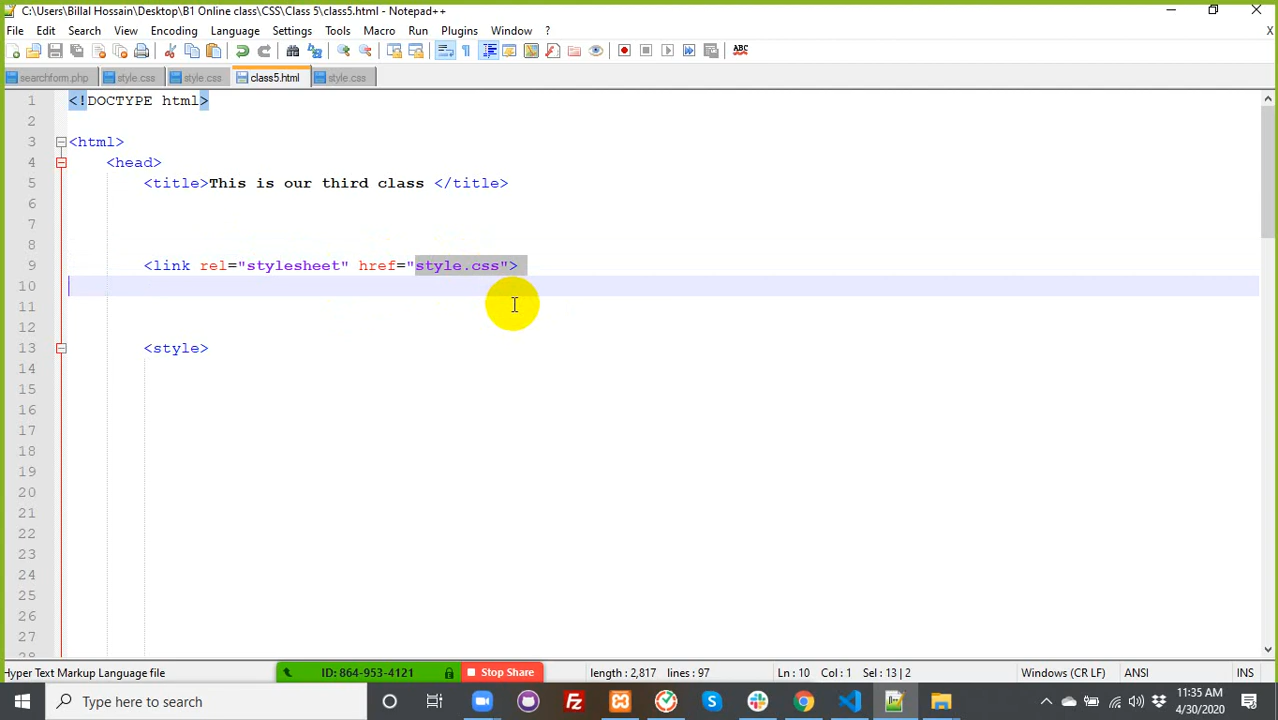 C:\Users\Billal Hossain\Desktop\B1 Online class\CSS\Class 5\class5.html - Notepad++
File Edit Search View Encoding Language Settings Tools Macro Run Plugins Window ? X
ABC
searchform.php style.css style.css class5.html style.css
1 <!DOCTYPE html>
2
3 <html>
4 <head>
5 <title>This is our third class </title>
6
7
8
9 <link rel="stylesheet" href="style.css">
10
11
12
13 <style>
14
15
16
17
18
19
20
21
22
23
24
25
26
27
28
Hyper Text Markup Language file ID: 864-953-4121 Stop Share length : 2,817 lines : 97 Ln : 10 Col : 1 Sel : 13 | 2 Windows (CR LF) ANSI INS
Type here to search 11:35 AM
4/30/2020